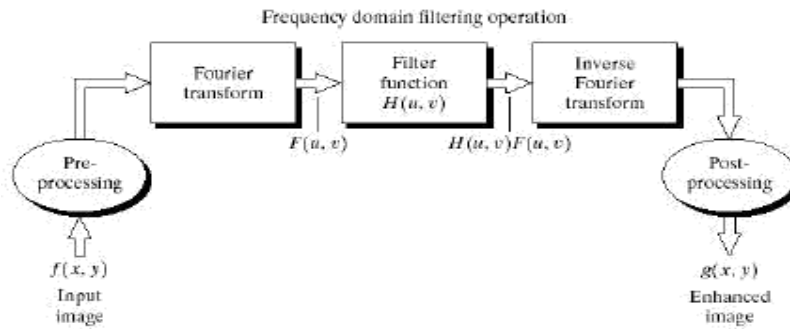 Frequency domain filtering operation
Fourier
transform
Filter
function
H(u, v)
Inverse
Fourier
transform
F(u, v)
H(u, v)F(u, v)
Pre-
processing
Post-
processing
f(x, y)
Input
image
g(x, y)
Enhanced
image